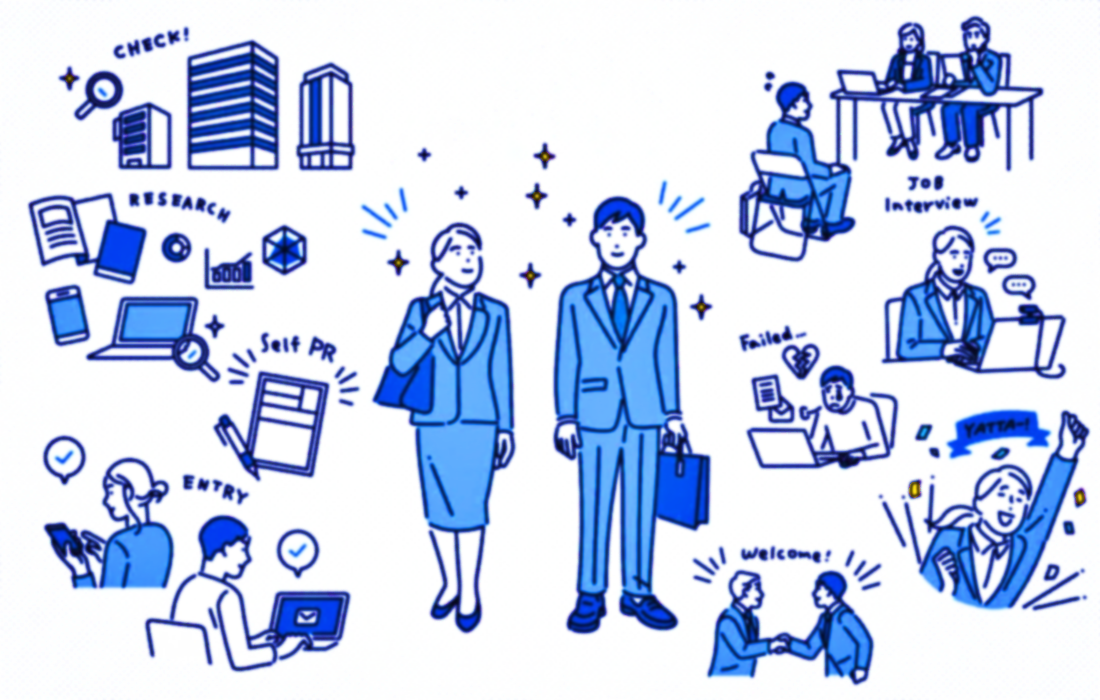 CHECK!
RESEARCH
Self PR
ENTRY
JOB
Interview
Failed...
YATTA~!
Welcome!